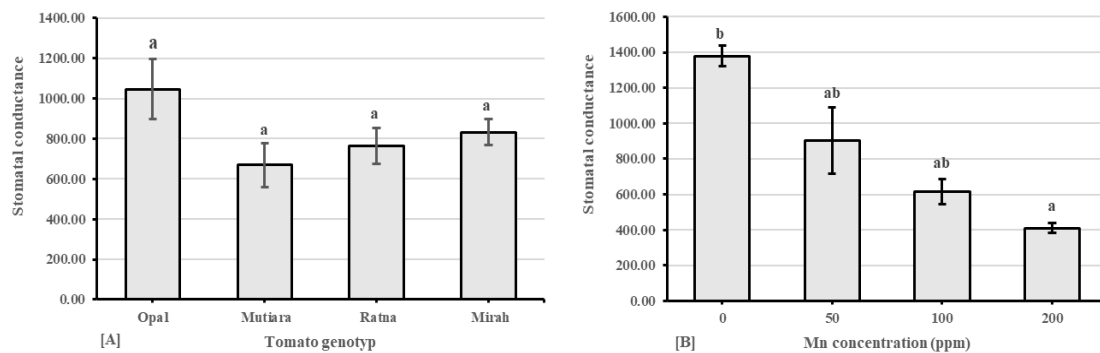 1400.00
1200.00
1000.00
800.00
600.00
400.00
200.00
0.00
Stomatal conductance
a
a
a
a
Opal
Mutiara
Ratna
Mirah
[A]
Tomato genotyp
1600.00
1400.00
1200.00
1000.00
800.00
600.00
400.00
200.00
0.00
Stomatal conductance
b
ab
ab
a
0
50
100
200
[B]
Mn concentration (ppm)